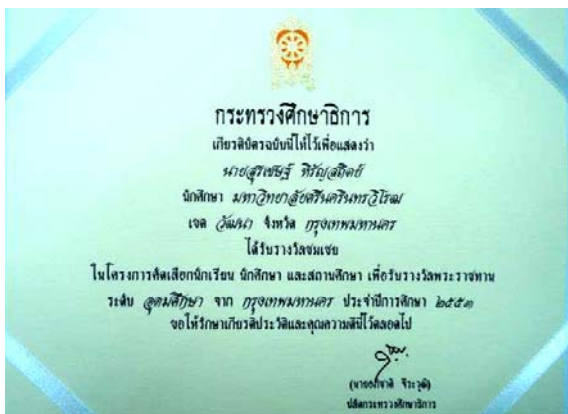 กระทรวงศึกษาธิการ
เกียรติบัตรฉบับนี้ให้ไว้เพื่อแสดงว่า
นายสุรเชษฐ์ หิรัญสถิตย์
นักศึกษา มหาวิทยาลัยศรีนครินทรวิโรฒ
เขต วัฒนา จังหวัด กรุงเทพมหานคร
ได้รับรางวัลชมเชย
ในโครงการคัดเลือกนักเรียน นักศึกษา และสถานศึกษา เพื่อรับรางวัลพระราชทาน
ระดับ อุดมศึกษา จาก กรุงเทพมหานคร ประจำปีการศึกษา ๒๕๕๓
ขอให้รักษาเกียรติประวัติและคุณความดีนี้ไว้ตลอดไป
(นายอภิชาติ จีระวุฒิ)
ปลัดกระทรวงศึกษาธิการ